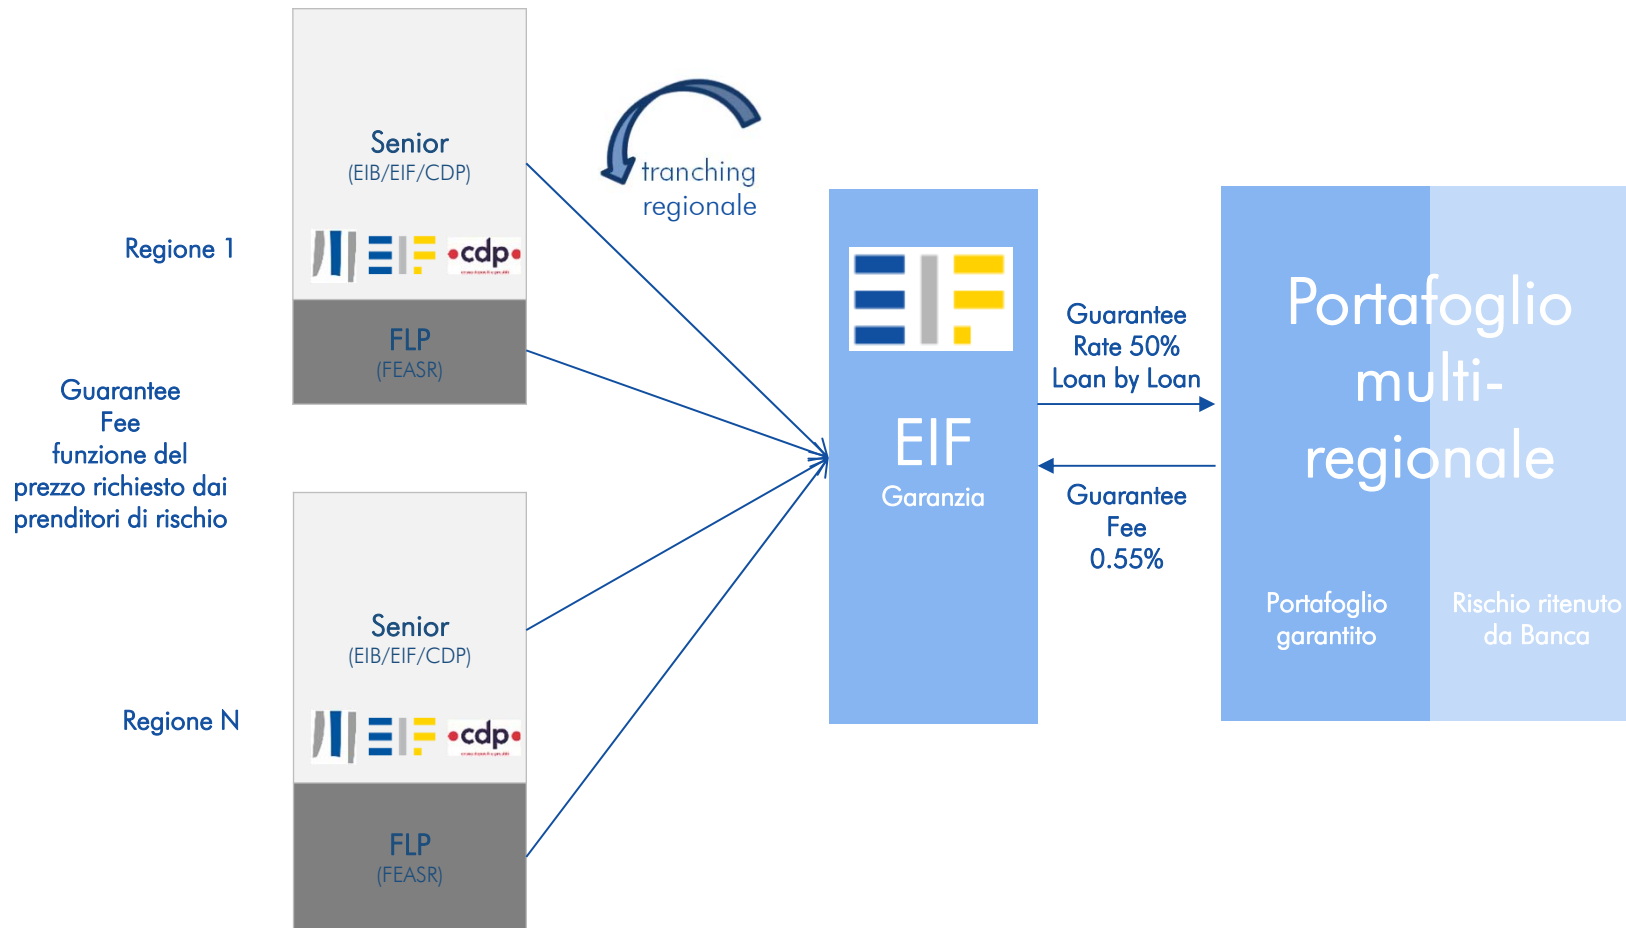 Senior
(EIB/EIF/CDP)
cdp
Regione 1
FLP
(FEASR)
tranching
regionale
Guarantee
Fee
funzione del
prezzo richiesto dai
prenditori di rischio
Senior
(EIB/EIF/CDP)
cdp
Regione N
FLP
(FEASR)
EIF
EIF
Garanzia
Guarantee
Rate 50%
Loan by Loan
Guarantee
Fee
0.55%
Portafoglio
multi-
regionale
Portafoglio
garantito
Rischio ritenuto
da Banca